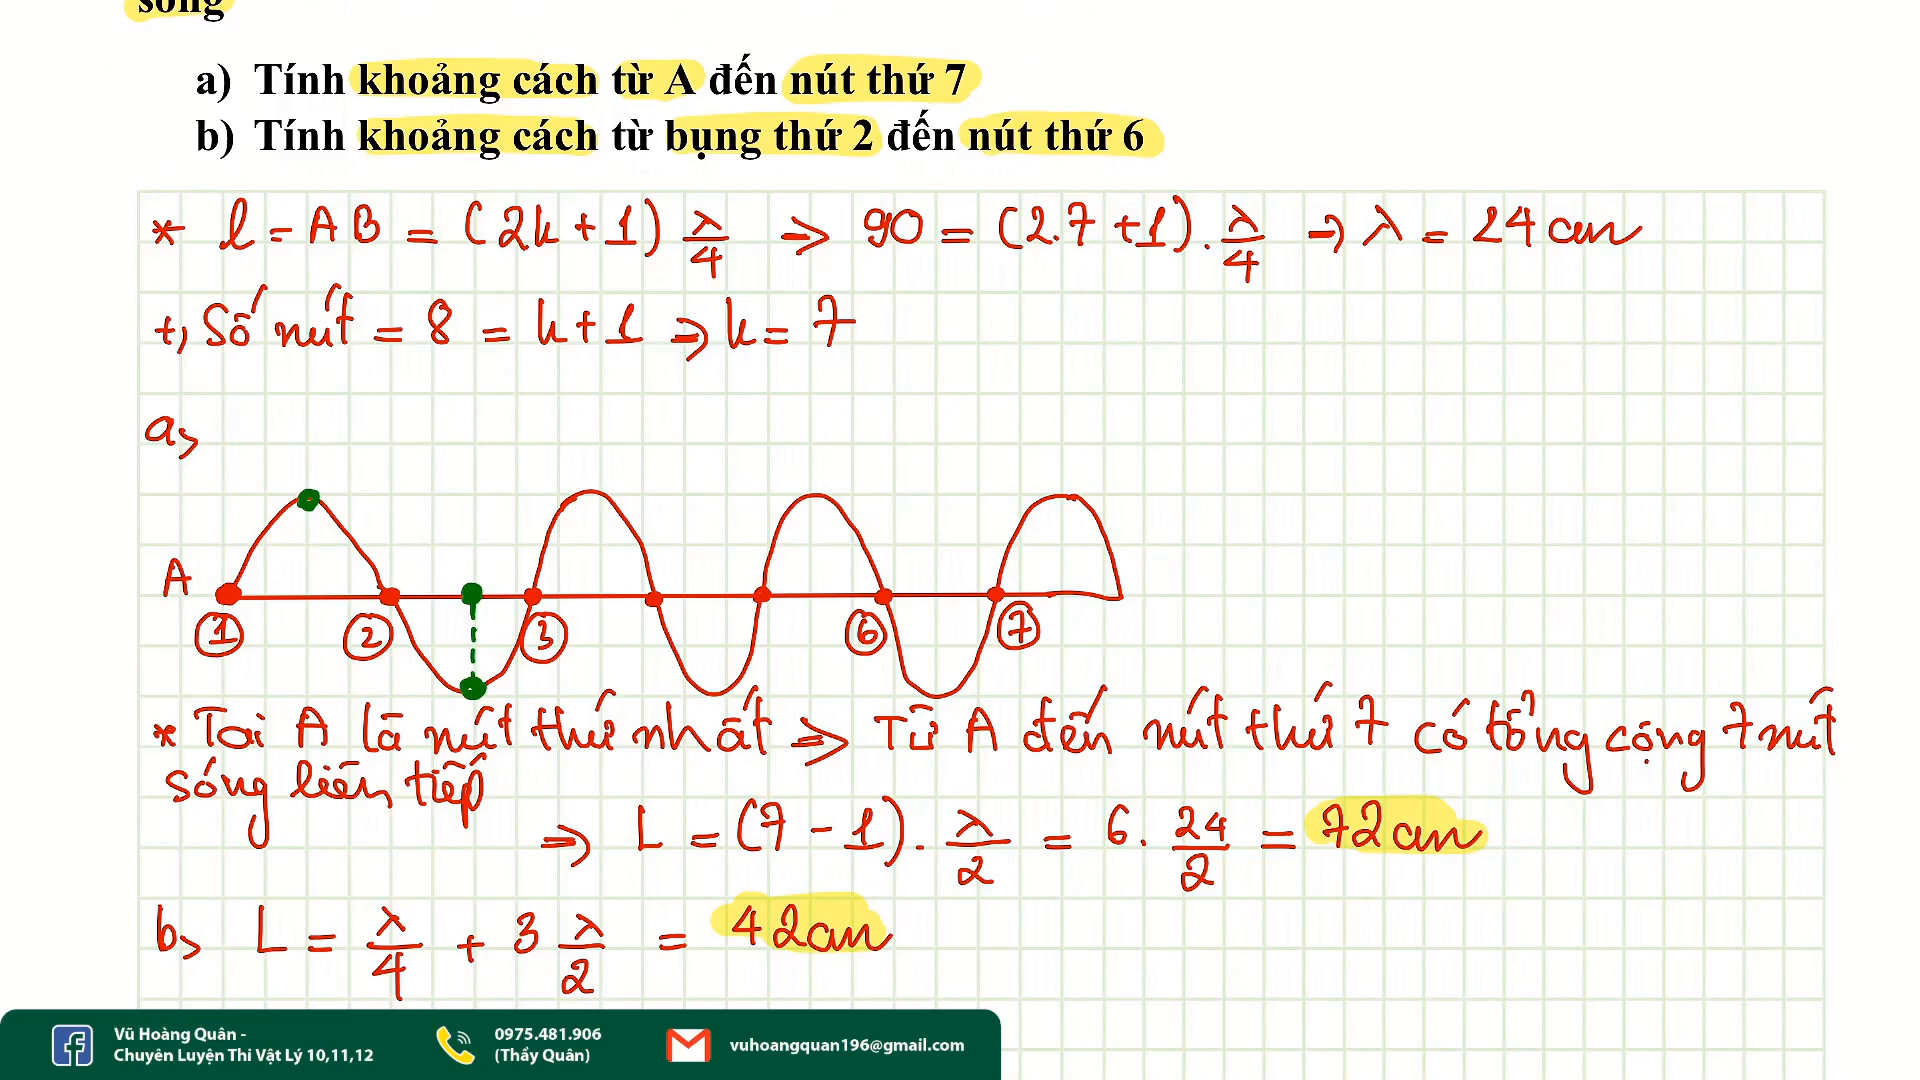 sóng
a) Tính khoảng cách từ A đến nút thứ 7
b) Tính khoảng cách từ bụng thứ 2 đến nút thứ 6
* l = AB = (2k + 1) λ/4 ⇒ 90 = (2.7 + 1). λ/4 → λ = 24 cm
+, Số nút = 8 = k + 1 ⇒ k = 7
a,
A
1 2 3 6 7
* Tại A là nút thứ nhất ⇒ Từ A đến nút thứ 7 có tổng cộng 7 nút
sóng liên tiếp
⇒ L = (7 - 1). λ/2 = 6. 24/2 = 72 cm
b, L = λ/4 + 3 λ/2 = 42 cm
Vũ Hoàng Quân -
Chuyên Luyện Thi Vật Lý 10,11,12
0975.481.906
(Thầy Quân)
vuhoangquan196@gmail.com